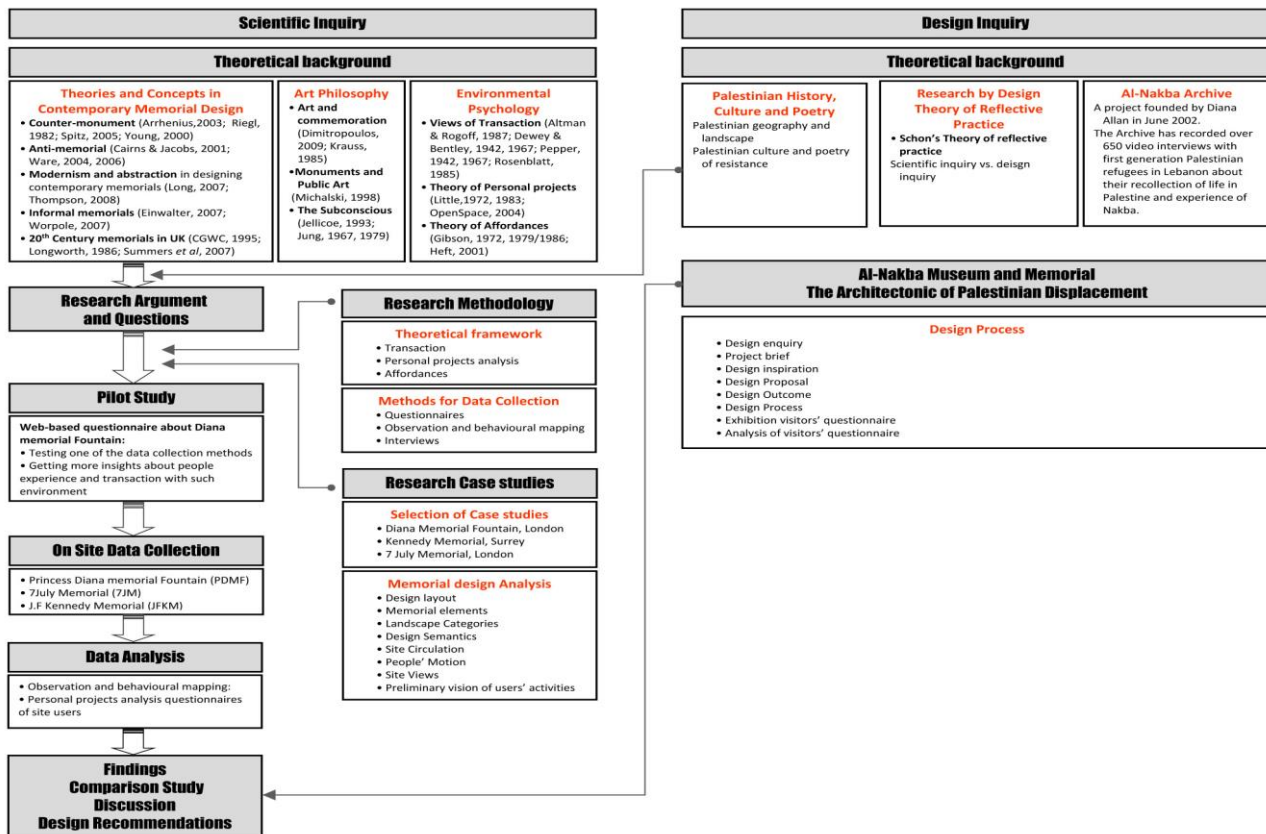 Scientific Inquiry
Theoretical background
Theories and Concepts in
Contemporary Memorial Design
• Counter-monument (Arrhenius,2003; Riegl,
1982; Spitz, 2005; Young, 2000)
• Anti-memorial (Cairns & Jacobs, 2001;
Ware, 2004, 2006)
• Modernism and abstraction in designing
contemporary memorials (Long, 2007;
Thompson, 2008)
• Informal memorials (Einwalter, 2007;
Worpole, 2007)
• 20th Century memorials in UK (CGWC, 1995;
Longworth, 1986; Summers et al, 2007)
Art Philosophy
• Art and
commemoration
(Dimitropoulos,
2009; Krauss,
1985)
•Monuments and
Public Art
(Michalski, 1998)
• The Subconscious
(Jellicoe, 1993;
Jung, 1967, 1979)
Environmental
Psychology
• Views of Transaction (Altman
& Rogoff, 1987; Dewey &
Bentley, 1942, 1967; Pepper,
1942, 1967; Rosenblatt,
1985)
• Theory of Personal projects
(Little,1972, 1983;
OpenSpace, 2004)
• Theory of Affordances
(Gibson, 1972, 1979/1986;
Heft, 2001)
Research Argument
and Questions
Pilot Study
Web-based questionnaire about Diana
memorial Fountain:
• Testing one of the data collection methods
• Getting more insights about people
experience and transaction with such
environment
On Site Data Collection
• Princess Diana memorial Fountain (PDMF)
• 7July Memorial (7JM)
• J.F Kennedy Memorial (JFKM)
Data Analysis
• Observation and behavioural mapping:
• Personal projects analysis questionnaires
of site users
Findings
Comparison Study
Discussion
Design Recommendations
Research Methodology
Theoretical framework
• Transaction
• Personal projects analysis
• Affordances
Methods for Data Collection
• Questionnaires
• Observation and behavioural mapping
• Interviews
Research Case studies
Selection of Case studies
• Diana Memorial Fountain, London
• Kennedy Memorial, Surrey
• 7 July Memorial, London
Memorial design Analysis
• Design layout
• Memorial elements
• Landscape Categories
• Design Semantics
• Site Circulation
• People’ Motion
• Site Views
• Preliminary vision of users’ activities
Design Inquiry
Theoretical background
Palestinian History,
Culture and Poetry
Palestinian geography and
landscape
Palestinian culture and poetry
of resistance
Research by Design
Theory of Reflective
Practice
• Schon’s Theory of reflective
practice
Scientific inquiry vs. deisgn
inquiry
Al-Nakba Archive
A project founded by Diana
Allan in June 2002.
The Archive has recorded over
650 video interviews with
first generation Palestinian
refugees in Lebanon about
their recollection of life in
Palestine and experience of
Nakba.
Al-Nakba Museum and Memorial
The Architectonic of Palestinian Displacement
Design Process
• Design enquiry
• Project brief
• Design inspiration
• Design Proposal
• Design Outcome
• Design Process
• Exhibition visitors’ questionnaire
• Analysis of visitors’ questionnaire